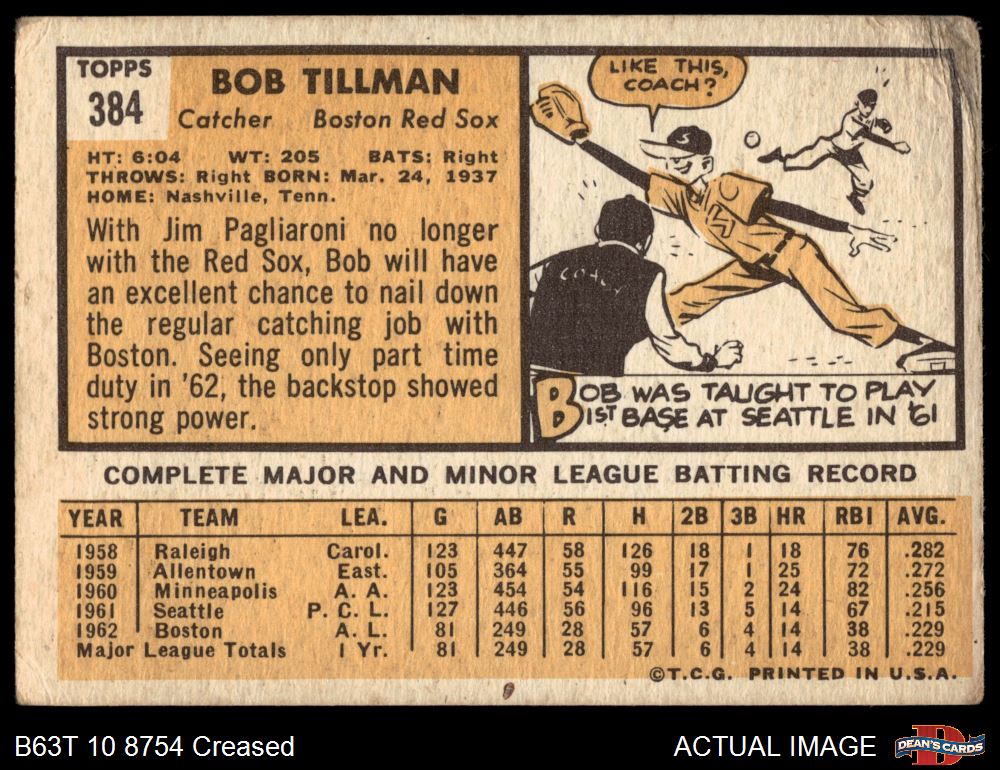 TOPPS
384
BOB TILLMAN
Catcher Boston Red Sox
HT: 6:04 WT: 205 BATS: Right
THROWS: Right BORN: Mar. 24, 1937
HOME: Nashville, Tenn.
With Jim Pagliaroni no longer
with the Red Sox, Bob will have
an excellent chance to nail down
the regular catching job with
Boston. Seeing only part time
duty in '62, the backstop showed
strong power.
LIKE THIS,
COACH?
COACH
BOB WAS TAUGHT TO PLAY
1ST BASE AT SEATTLE IN '61
COMPLETE MAJOR AND MINOR LEAGUE BATTING RECORD
YEAR TEAM LEA. G AB R H 2B 3B HR RBI AVG.
1958 Raleigh Carol. 123 447 58 126 18 1 18 76 .282
1959 Allentown East. 105 364 55 99 17 1 25 72 .272
1960 Minneapolis A. A. 123 454 54 116 15 2 24 82 .256
1961 Seattle P. C. L. 127 446 56 96 13 5 14 67 .215
1962 Boston A. L. 81 249 28 57 6 4 14 38 .229
Major League Totals 1 Yr. 81 249 28 57 6 4 14 38 .229
©T.C.G. PRINTED IN U.S.A.
B63T 10 8754 Creased
ACTUAL IMAGE
DEAN'S CARDS